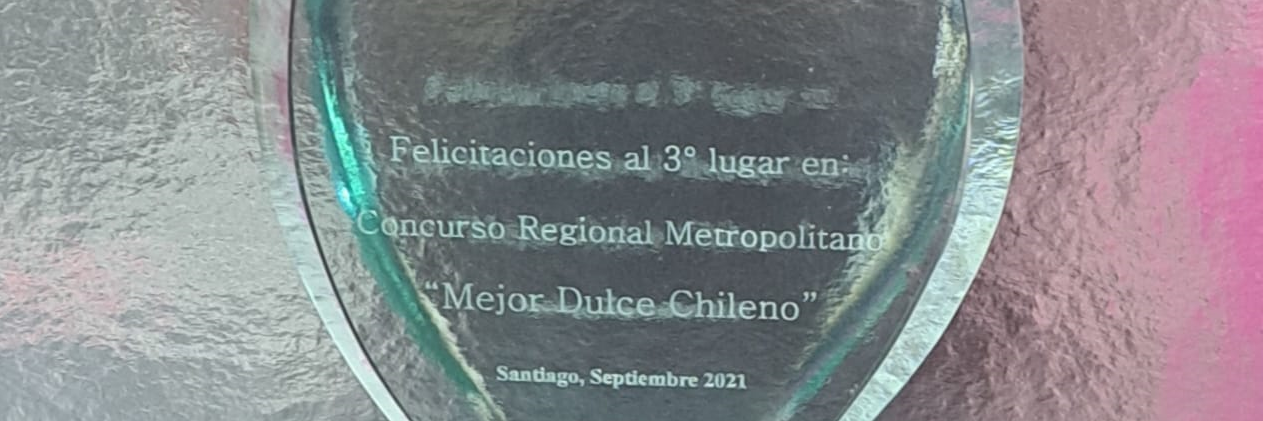 Felicitaciones al 3° lugar en:
Concurso Regional Metropolitano
“Mejor Dulce Chileno”
Santiago, Septiembre 2021